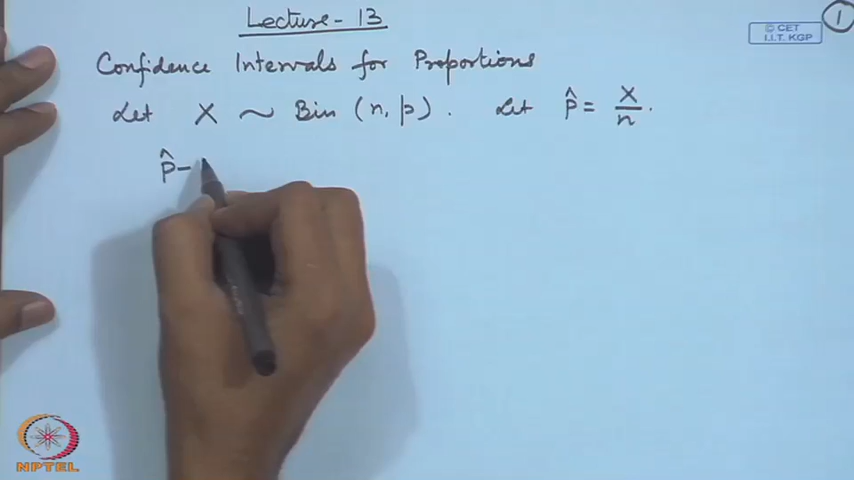 Lecture - 13
1
© CET
I.I.T. KGP
Confidence Intervals for Proportions
Let X ~ Bin (n, p). Let p̂ = X/n.
p̂ -
NPTEL